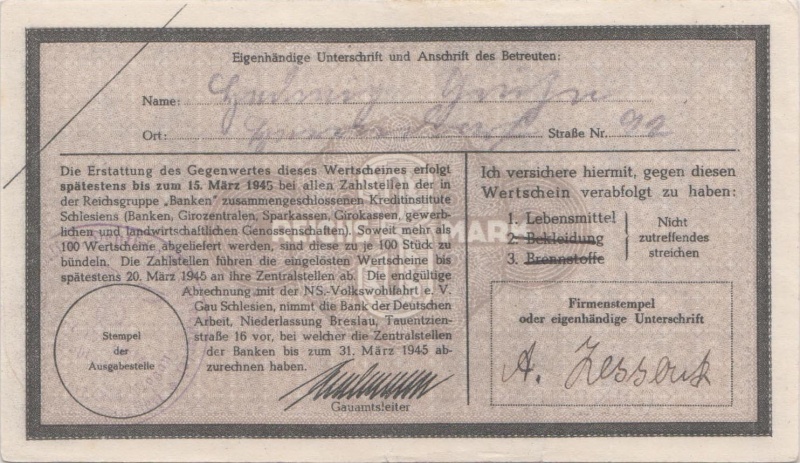 Eigenhändige Unterschrift und Anschrift des Betreuten:
Name: Hedwig
Ort: Straße Nr. 92
Die Erstattung des Gegenwertes dieses Wertscheines erfolgt
spätestens bis zum 15. März 1945 bei allen Zahlstellen der in
der Reichsgruppe „Banken" zusammengeschlossenen Kreditinstitute
Schlesiens (Banken, Girozentralen, Sparkassen, Girokassen, gewerb-
lichen und landwirtschaftlichen Genossenschaften). Soweit mehr als
100 Wertscheine abgeliefert werden, sind diese zu je 100 Stück zu
bündeln. Die Zahlstellen führen die eingelösten Wertscheine bis
spätestens 20. März 1945 an ihre Zentralstellen ab. Die endgültige
Abrechnung mit der NS.-Volkswohlfahrt e. V.
Gau Schlesien, nimmt die Bank der Deutschen
Arbeit, Niederlassung Breslau, Tauentzien-
straße 16 vor, bei welcher die Zentralstellen
der Banken bis zum 31. März 1945 ab-
zurechnen haben.
Gauamtsleiter
Stempel
der
Ausgabestelle
Ich versichere hiermit, gegen diesen
Wertschein verabfolgt zu haben:
1. Lebensmittel
2. Bekleidung
3. Brennstoffe
Nicht
zutreffendes
streichen
Firmenstempel
oder eigenhändige Unterschrift
A.